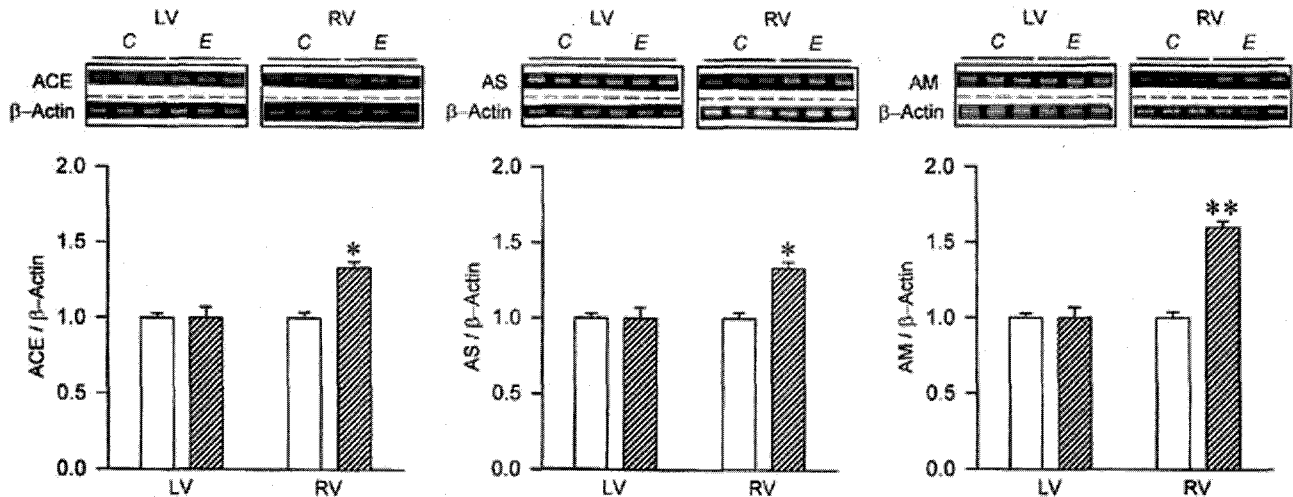 LV RV
C E C E
ACE
β–Actin
2.0
1.5
1.0
0.5
0.0
ACE / β–Actin
*
LV RV
LV RV
C E C E
AS
β–Actin
2.0
1.5
1.0
0.5
0.0
AS / β–Actin
*
LV RV
LV RV
C E C E
AM
β–Actin
2.0
1.5
1.0
0.5
0.0
AM / β–Actin
**
LV RV